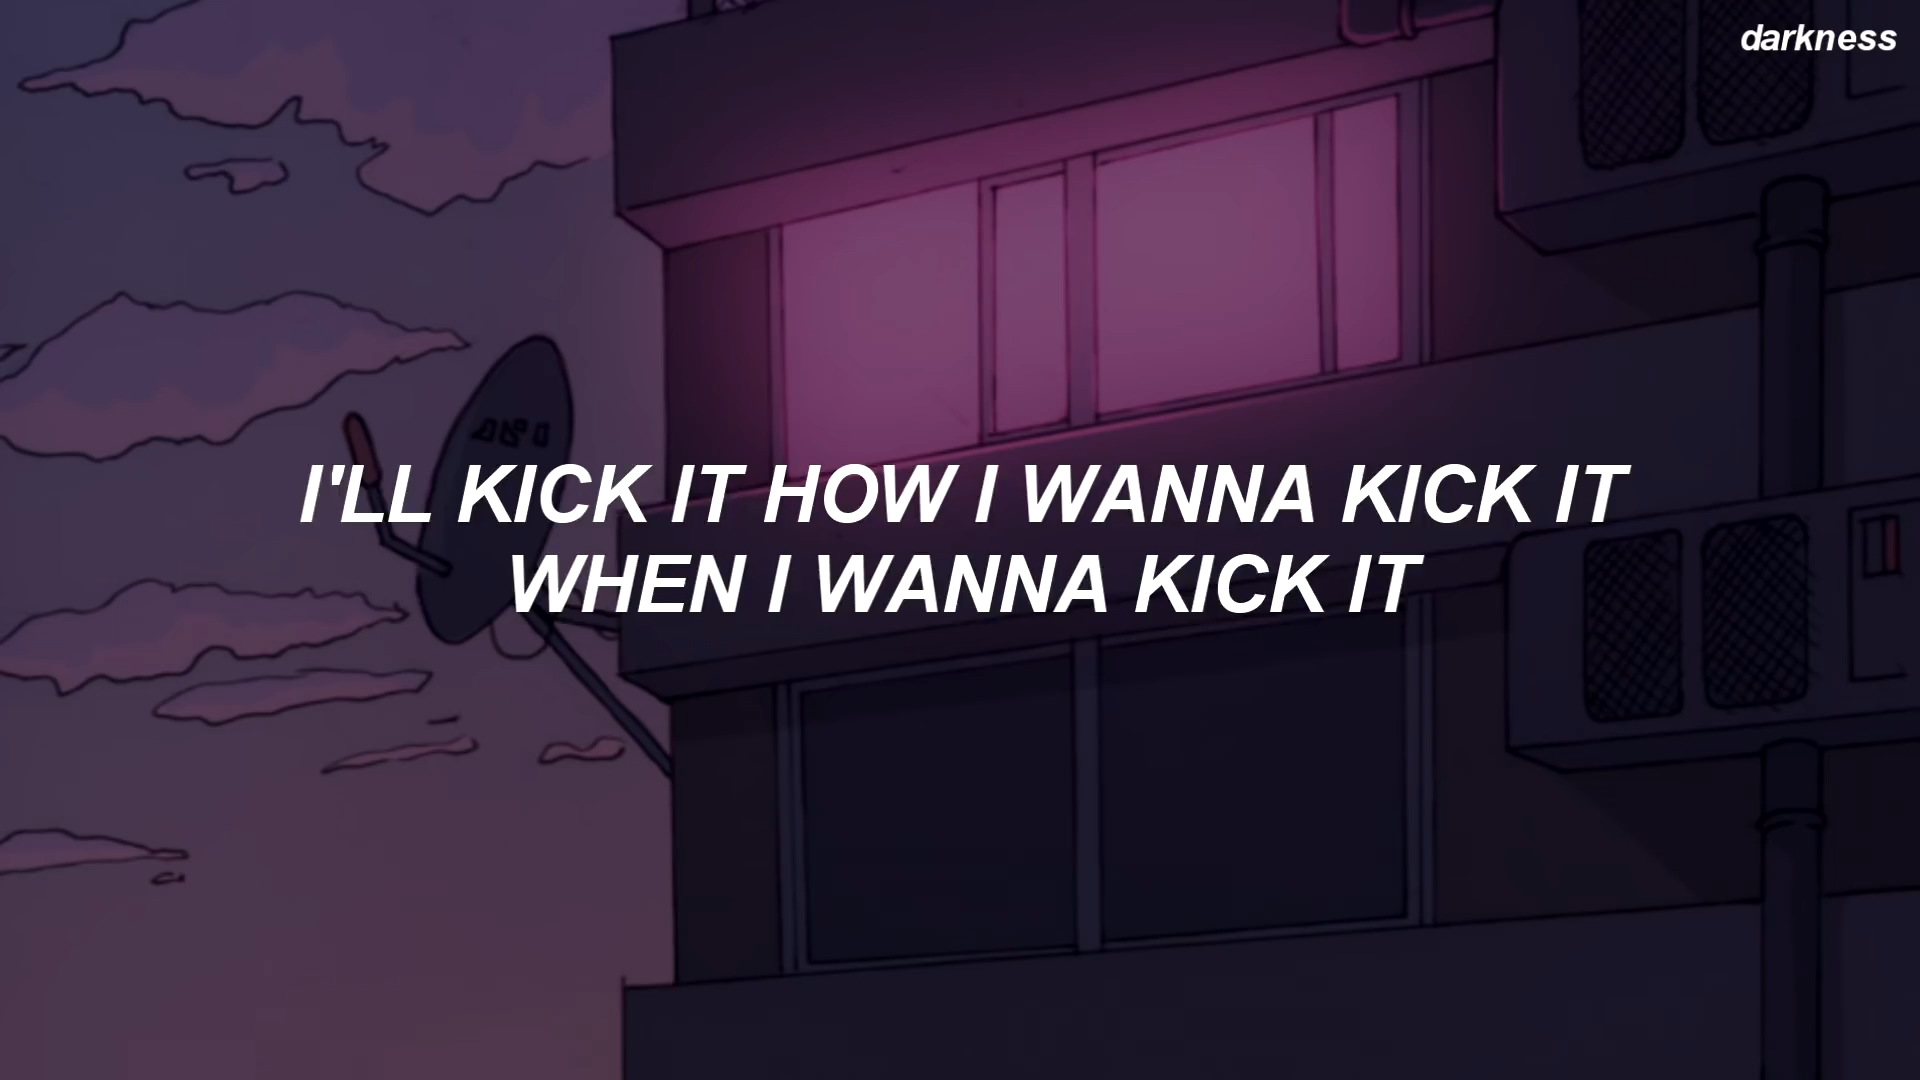 darkness
I'LL KICK IT HOW I WANNA KICK IT
WHEN I WANNA KICK IT